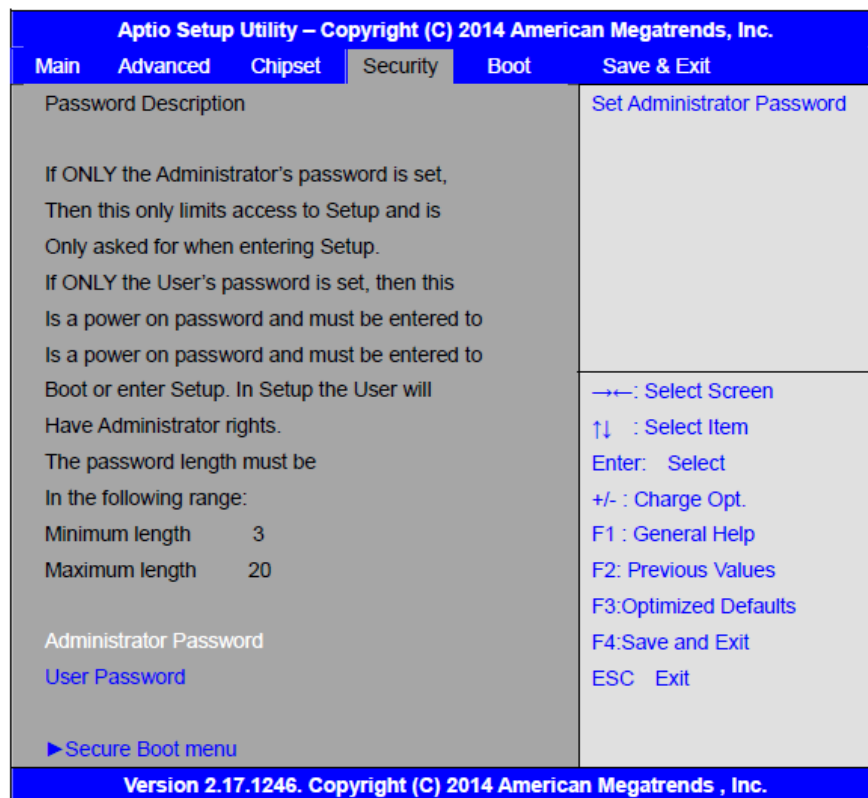 Aptio Setup Utility – Copyright (C) 2014 American Megatrends, Inc.
Main Advanced Chipset Security Boot Save & Exit
Password Description
If ONLY the Administrator's password is set,
Then this only limits access to Setup and is
Only asked for when entering Setup.
If ONLY the User's password is set, then this
Is a power on password and must be entered to
Is a power on password and must be entered to
Boot or enter Setup. In Setup the User will
Have Administrator rights.
The password length must be
In the following range:
Minimum length 3
Maximum length 20
Administrator Password
User Password
►Secure Boot menu
Set Administrator Password
→←: Select Screen
↑↓ : Select Item
Enter: Select
+/- : Charge Opt.
F1 : General Help
F2: Previous Values
F3:Optimized Defaults
F4:Save and Exit
ESC Exit
Version 2.17.1246. Copyright (C) 2014 American Megatrends , Inc.